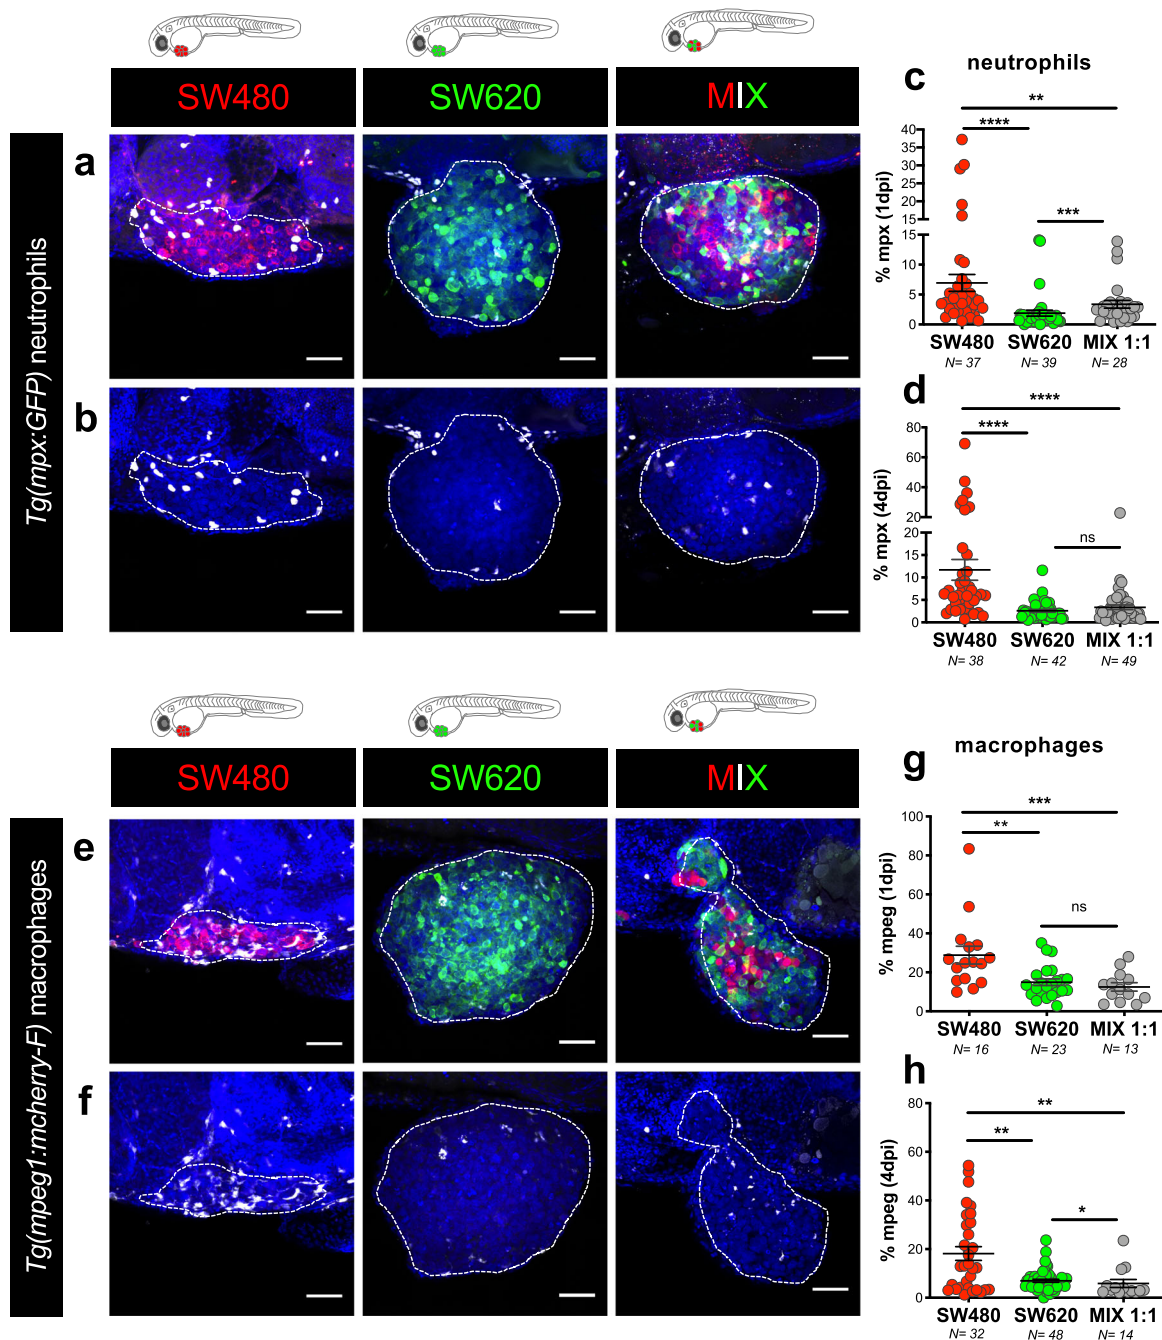 SW480
SW620
MIX
Tg(mpx:GFP) neutrophils
a
b
c
neutrophils
**
****
***
% mpx (1dpi)
40
35
30
25
20
15
15
10
5
0
SW480
SW620
MIX 1:1
N= 37
N= 39
N= 28
d
****
****
ns
% mpx (4dpi)
80
60
40
20
20
15
10
5
0
SW480
SW620
MIX 1:1
N= 38
N= 42
N= 49
SW480
SW620
MIX
Tg(mpeg1:mcherry-F) macrophages
e
f
g
macrophages
***
**
ns
% mpeg (1dpi)
100
80
60
40
20
0
SW480
SW620
MIX 1:1
N= 16
N= 23
N= 13
h
**
**
*
% mpeg (4dpi)
80
60
40
20
0
SW480
SW620
MIX 1:1
N= 32
N= 48
N= 14